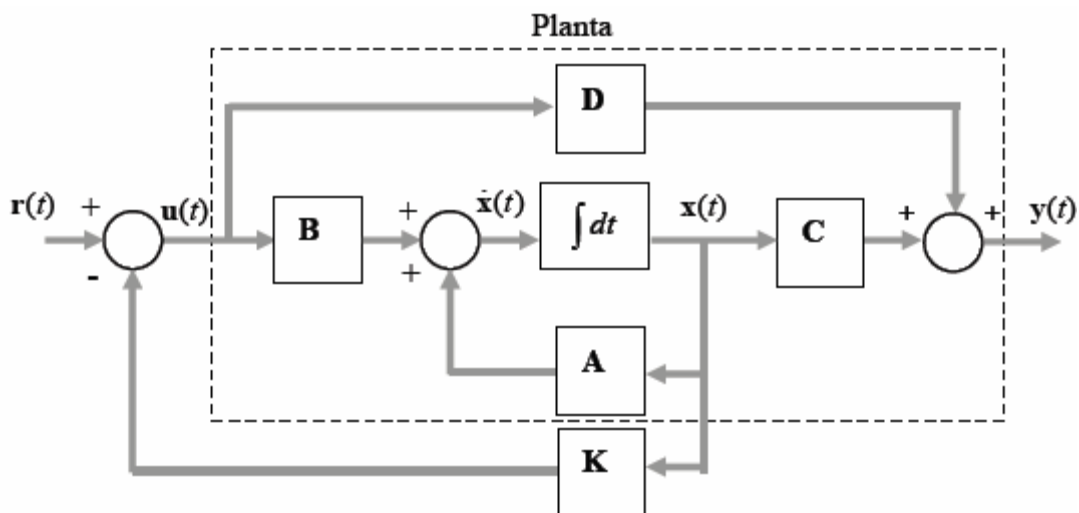 Planta
D
r(t) + u(t) B + ẋ(t) ∫ dt x(t) C + + y(t)
- +
A
K